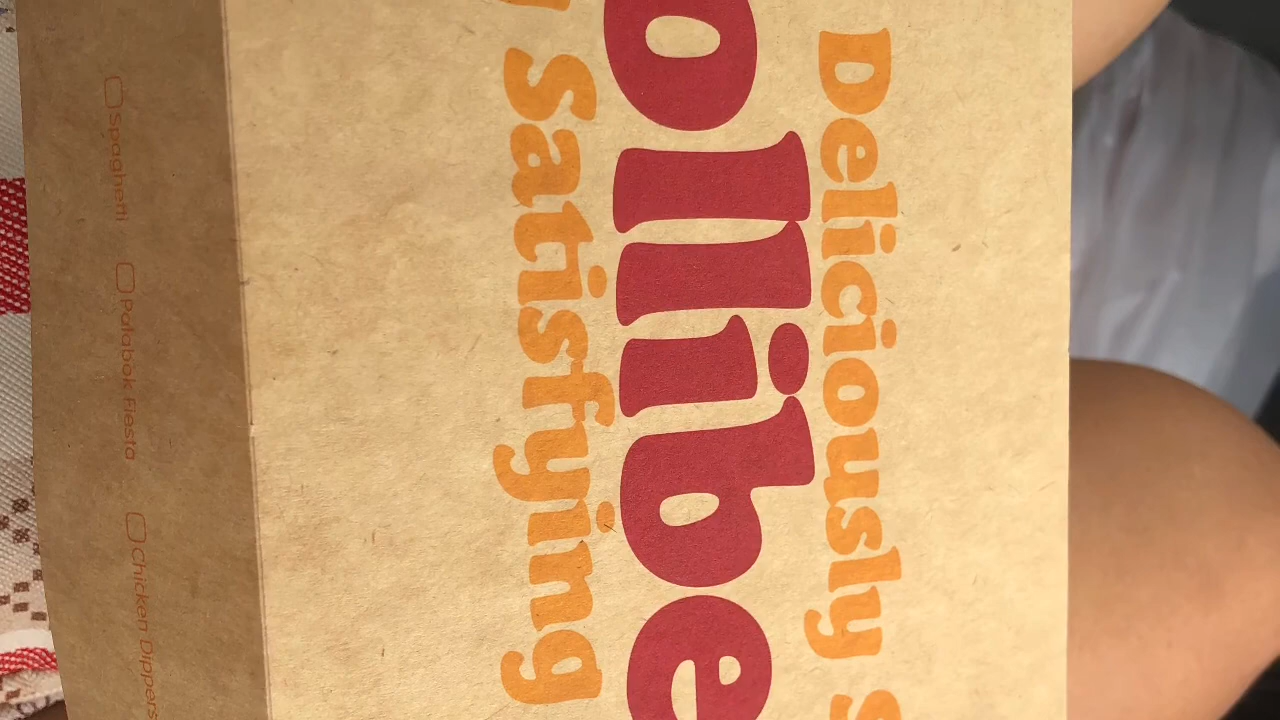 Deliciously
ollibe
Satisfying
Spaghetti
Palabok Fiesta
Chicken Dippers